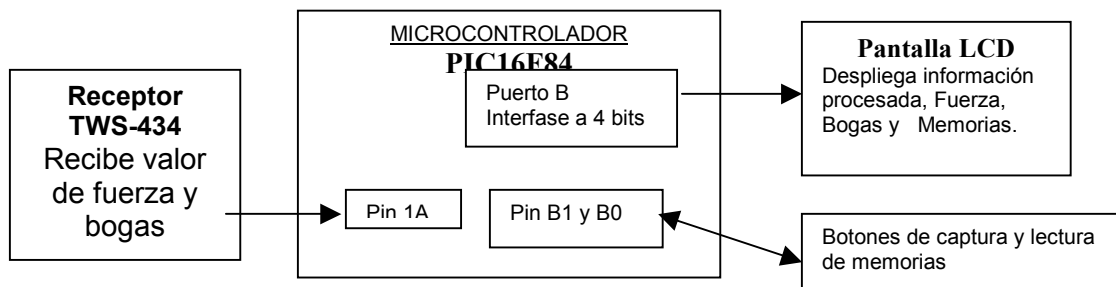 Receptor
TWS-434
Recibe valor
de fuerza y
bogas
MICROCONTROLADOR
PIC16F84
Puerto B
Interfase a 4 bits
Pin 1A
Pin B1 y B0
Pantalla LCD
Despliega información
procesada, Fuerza,
Bogas y Memorias.
Botones de captura y lectura
de memorias